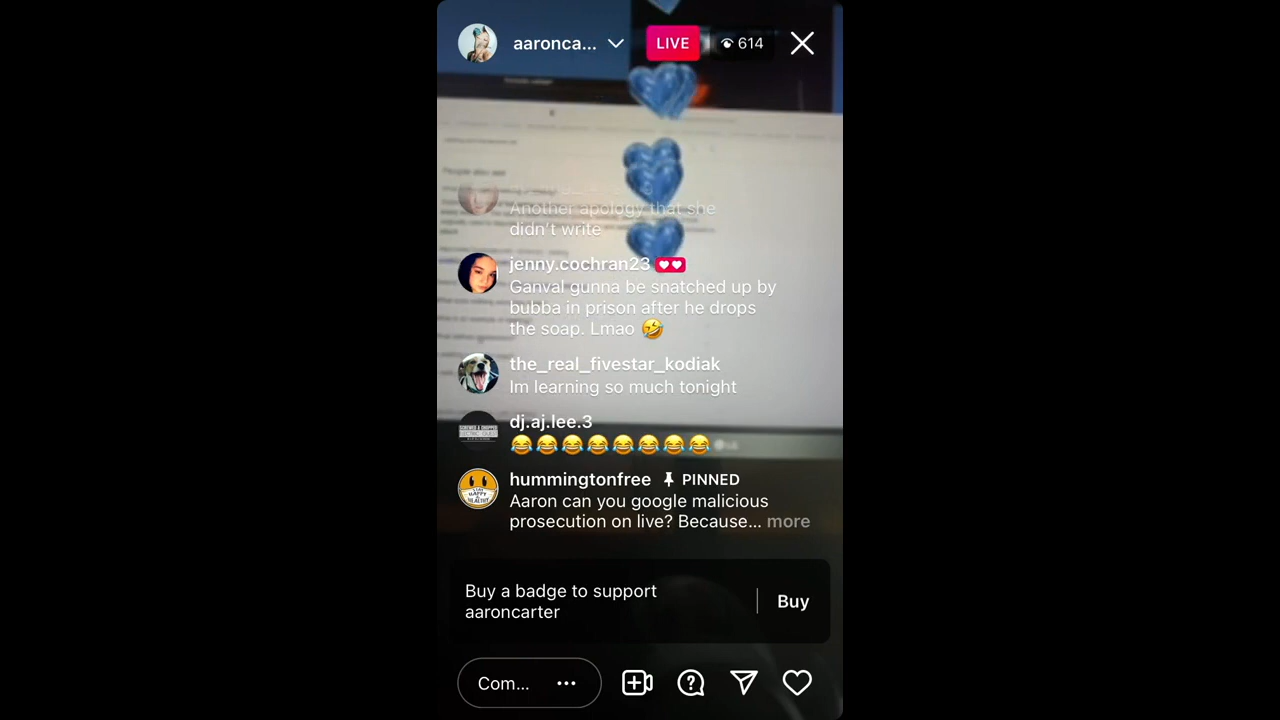 aaronca...
LIVE
614
Another apology that she
didn't write
jenny.cochran23
Ganval gunna be snatched up by
bubba in prison after he drops
the soap. Lmao 🤣
the_real_fivestar_kodiak
Im learning so much tonight
dj.aj.lee.3
😂😂😂😂😂😂😂😂
hummingtonfree PINNED
Aaron can you google malicious
prosecution on live? Because... more
Buy a badge to support
aaroncarter
Buy
Com...